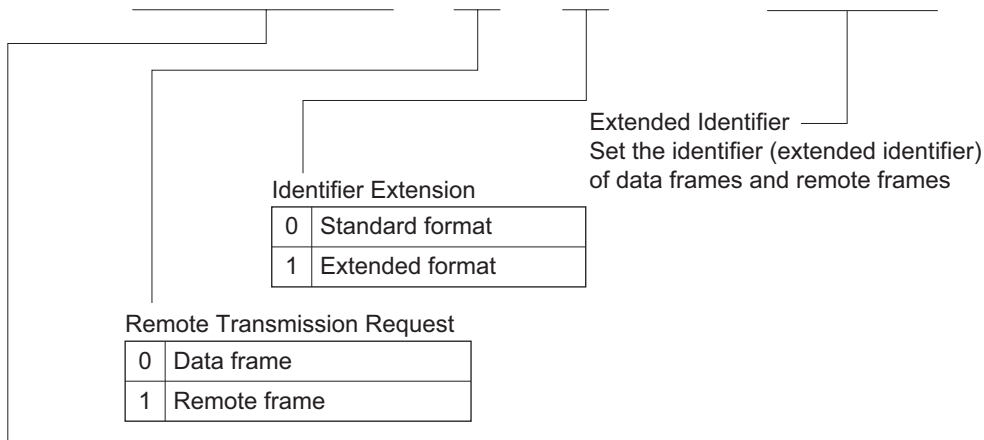 Extended Identifier
Set the identifier (extended identifier)
of data frames and remote frames
Identifier Extension
0 Standard format
1 Extended format
Remote Transmission Request
0 Data frame
1 Remote frame